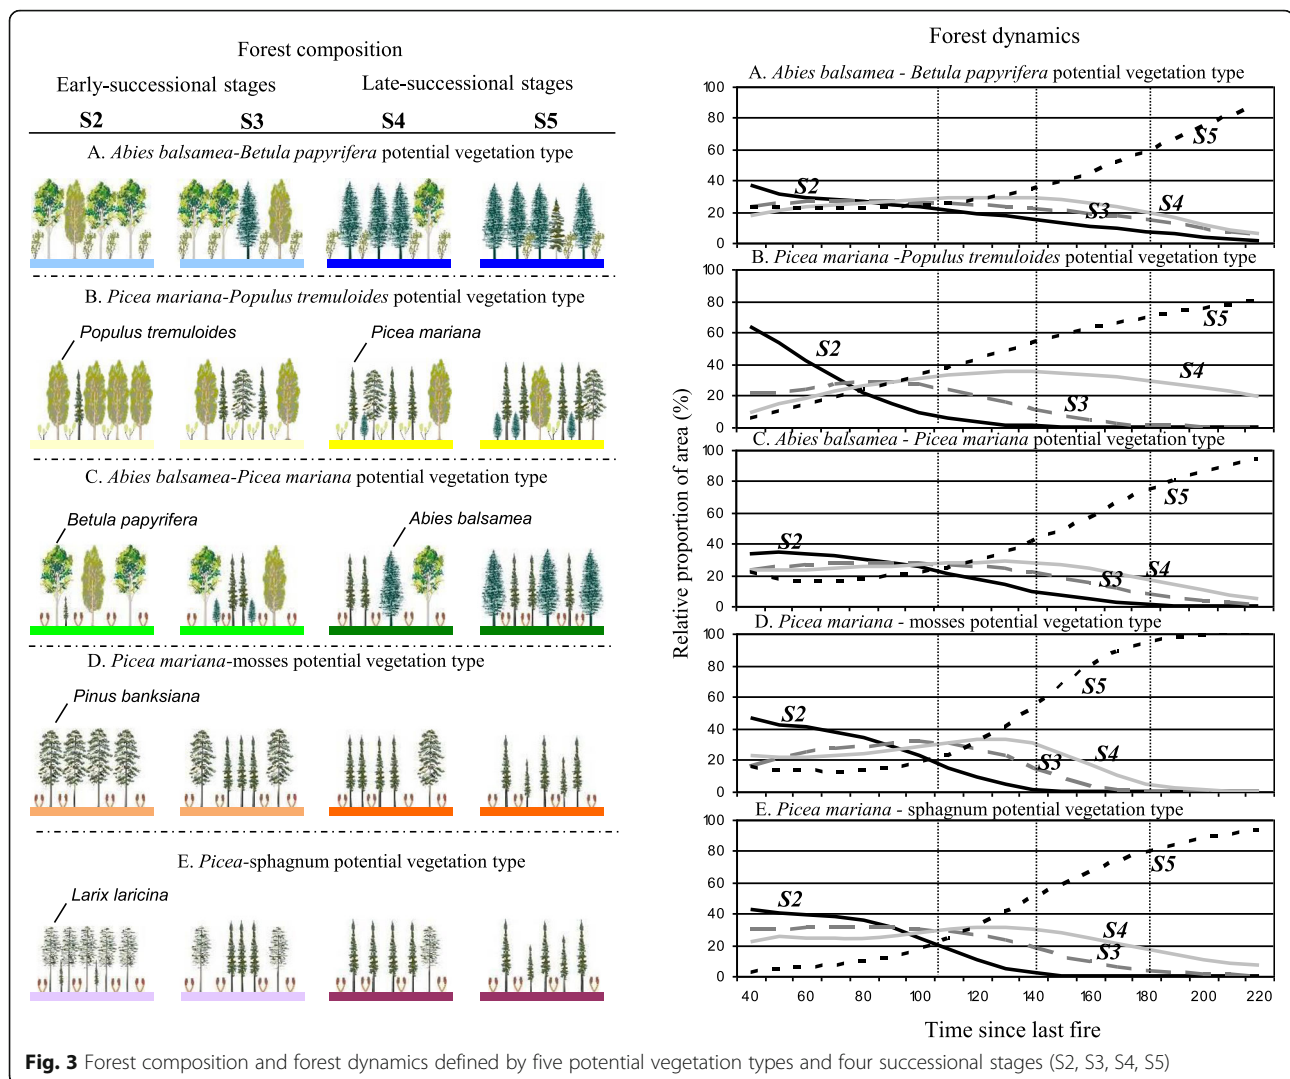 Forest composition
Early-successional stages
Late-successional stages
S2
S3
S4
S5
A. Abies balsamea-Betula papyrifera potential vegetation type
B. Picea mariana-Populus tremuloides potential vegetation type
Populus tremuloides
Picea mariana
C. Abies balsamea-Picea mariana potential vegetation type
Betula papyrifera
Abies balsamea
D. Picea mariana-mosses potential vegetation type
Pinus banksiana
E. Picea-sphagnum potential vegetation type
Larix laricina
Forest dynamics
Relative proportion of area (%)
A. Abies balsamea - Betula papyrifera potential vegetation type
100
80
60
40
20
0
S2
S3
S4
S5
B. Picea mariana -Populus tremuloides potential vegetation type
100
80
60
40
20
0
S2
S3
S4
S5
C. Abies balsamea - Picea mariana potential vegetation type
100
80
60
40
20
0
S2
S3
S4
S5
D. Picea mariana - mosses potential vegetation type
100
80
60
40
20
0
S2
S3
S4
S5
E. Picea mariana - sphagnum potential vegetation type
100
80
60
40
20
0
S2
S3
S4
S5
40 60 80 100 120 140 160 180 200 220
Time since last fire
Fig. 3 Forest composition and forest dynamics defined by five potential vegetation types and four successional stages (S2, S3, S4, S5)